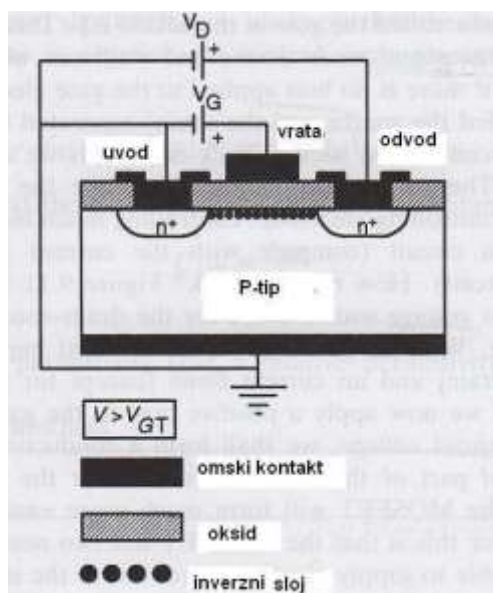 V_D
+
V_G
+
vrata
uvod
odvod
n⁺
n⁺
P-tip
V>V_GT
omski kontakt
oksid
inverzni sloj